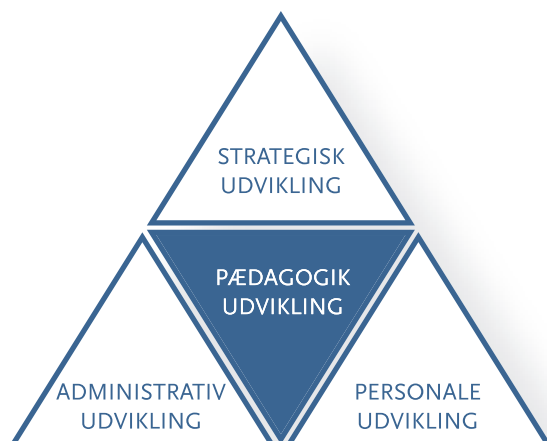 STRATEGISK
UDVIKLING
PÆDAGOGIK
UDVIKLING
ADMINISTRATIV
UDVIKLING
PERSONALE
UDVIKLING